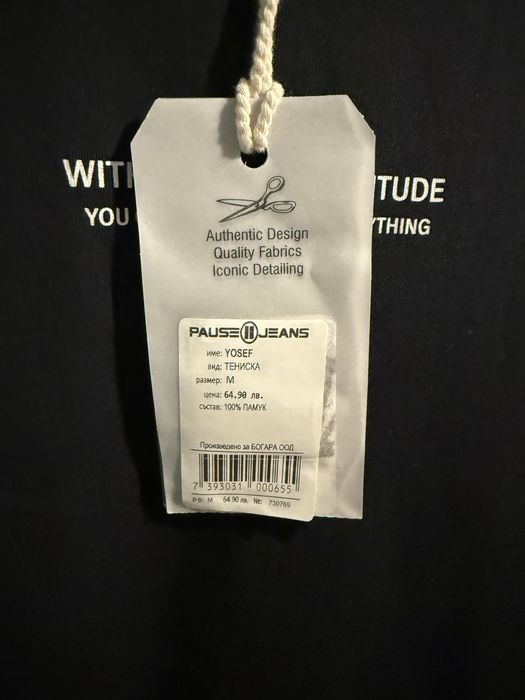 WITH TUDE
YOU YTHING
Authentic Design
Quality Fabrics
Iconic Detailing
PAUSE JEANS
име: YOSEF
вид: ТЕНИСКА
размер: M
цена: 64.90 лв.
състав: 100% ПАМУК
Произведено за БОГАРА ООД
7 393031 000655
р-р: M 64.90 лв. №: 730769